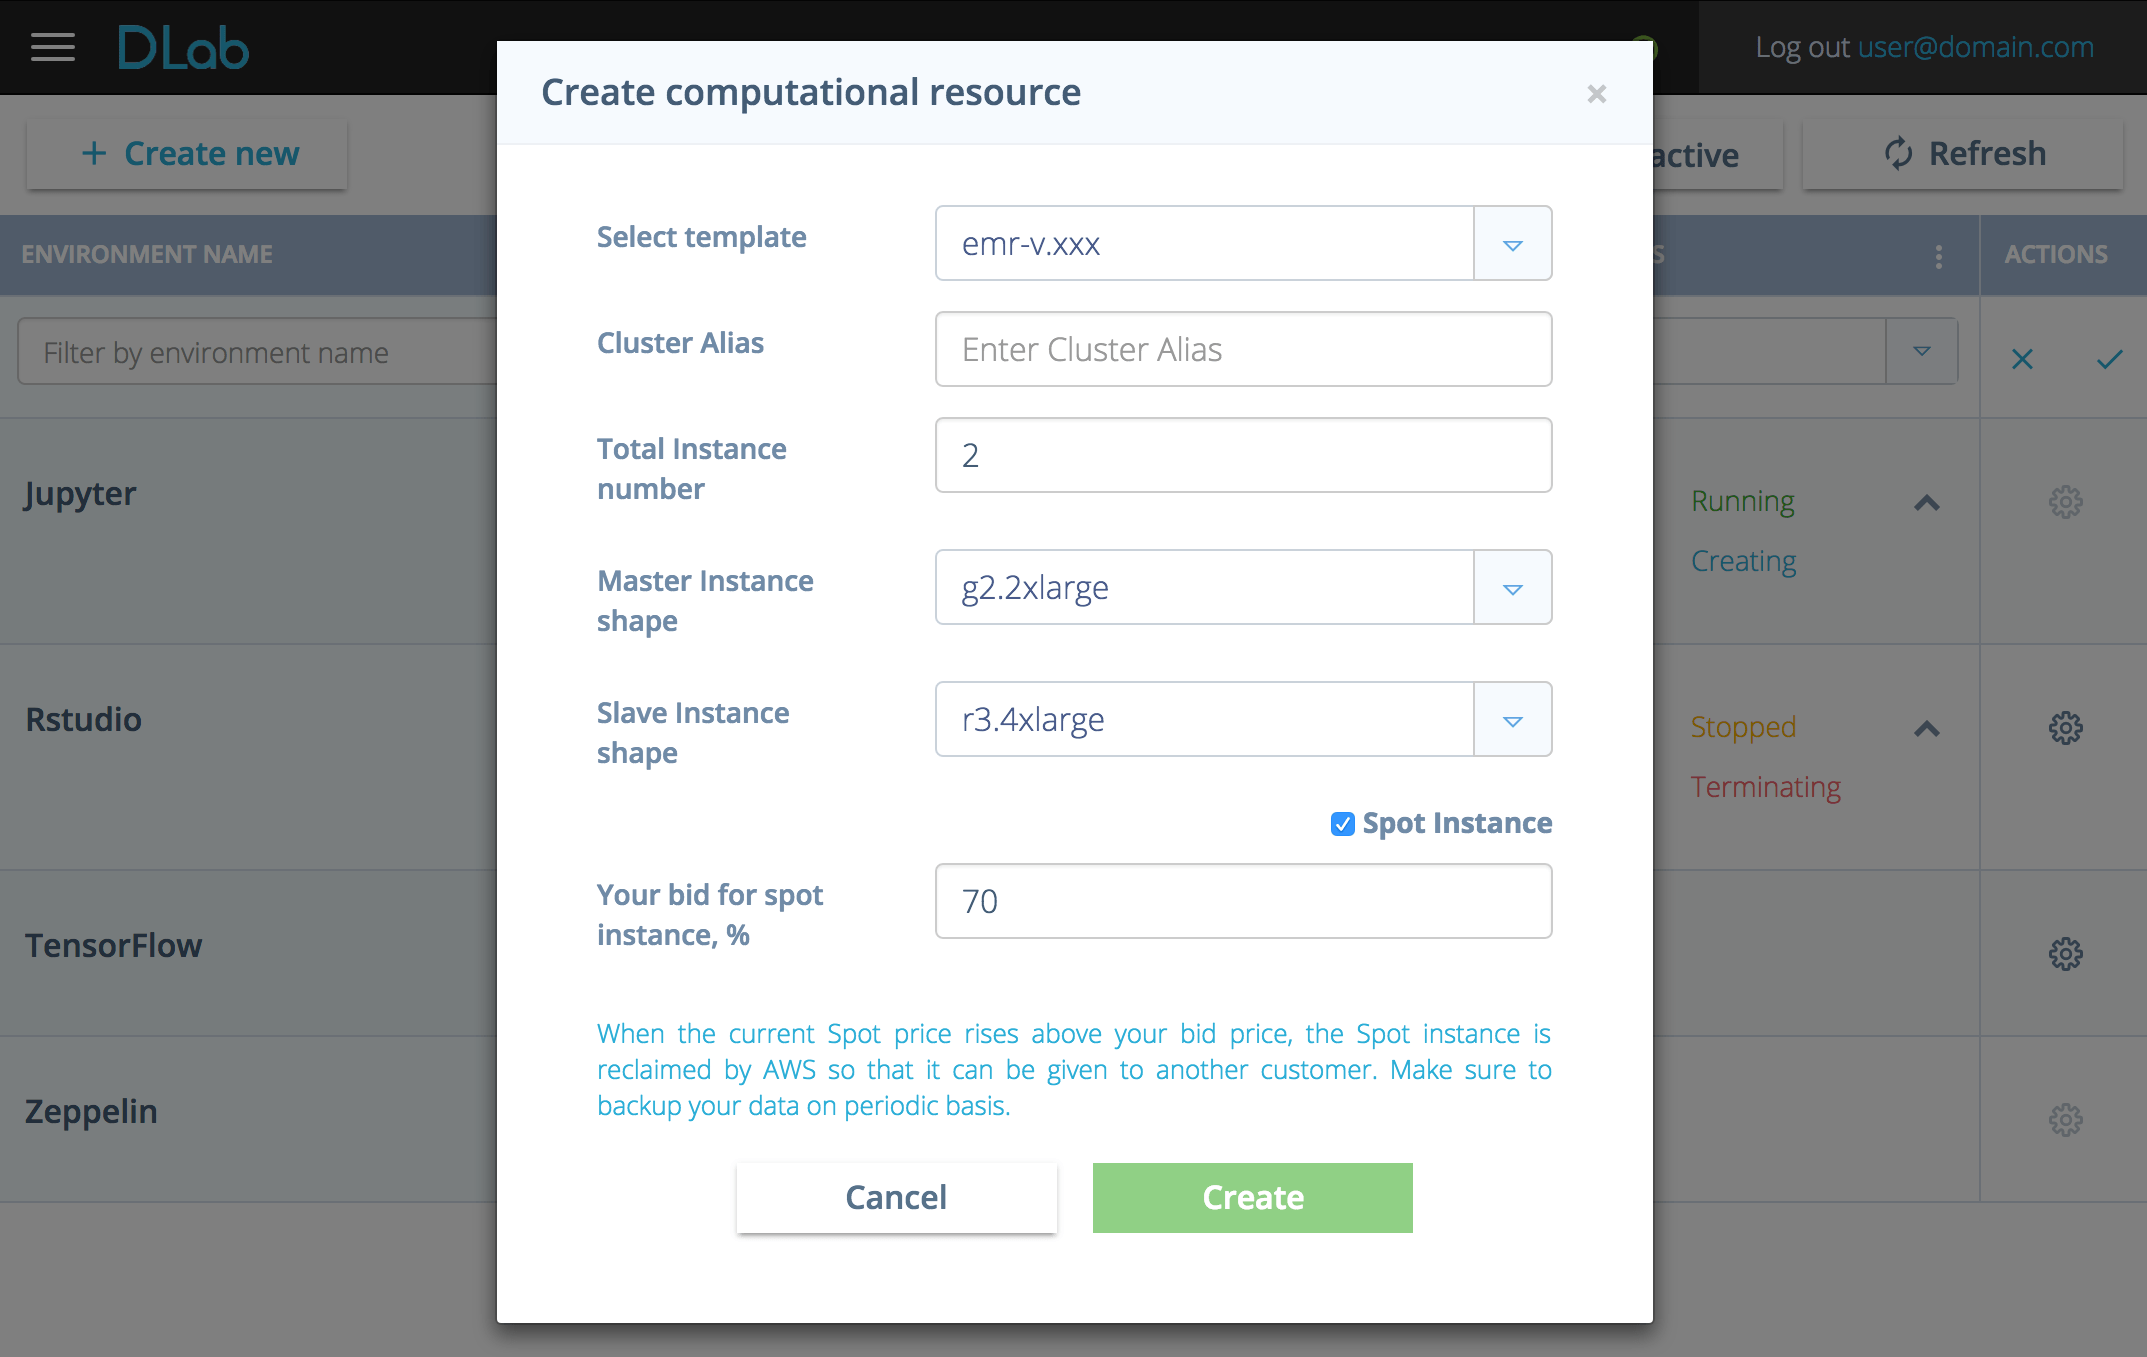 DLab
Log out user@domain.com
Create computational resource
×
+ Create new
active
Refresh
ENVIRONMENT NAME
S
ACTIONS
Select template
emr-v.xxx
Filter by environment name
Cluster Alias
Enter Cluster Alias
Total Instance
number
2
Jupyter
Running
Creating
Master Instance
shape
g2.2xlarge
Rstudio
Stopped
Terminating
Slave Instance
shape
r3.4xlarge
Spot Instance
Your bid for spot
instance, %
70
TensorFlow
When the current Spot price rises above your bid price, the Spot instance is
reclaimed by AWS so that it can be given to another customer. Make sure to
backup your data on periodic basis.
Zeppelin
Cancel
Create